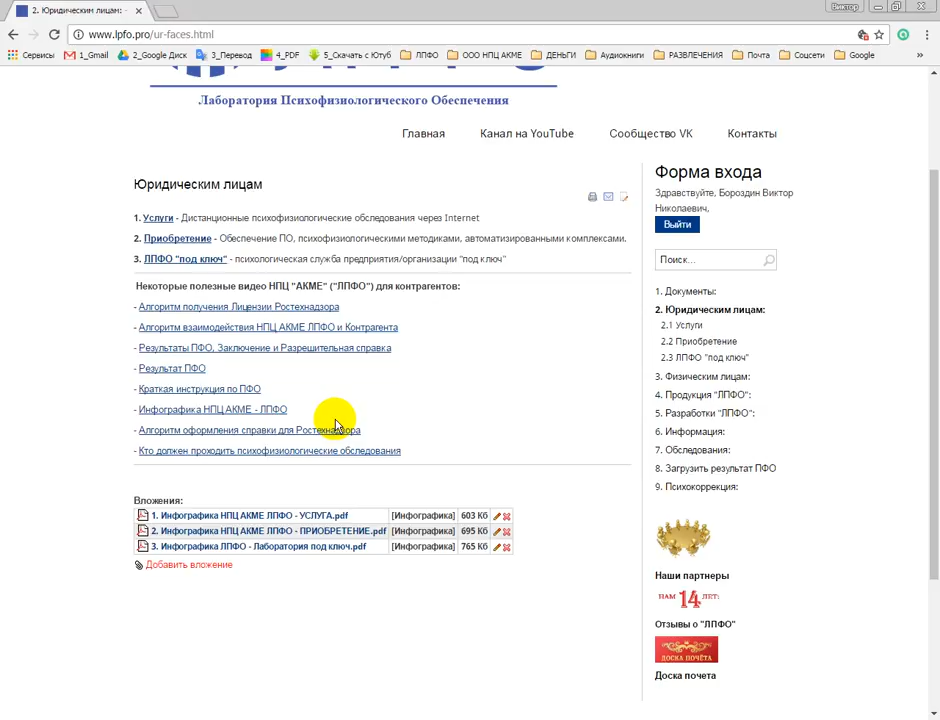 2. Юридическим лицам: -
Виктор
www.lpfo.pro/ur-faces.html
Сервисы 1_Gmail 2_Google Диск 3_Перевод 4_PDF 5_Скачать с Ютуб ЛПФО ООО НПЦ АКМЕ ДЕНЬГИ Аудиокниги РАЗВЛЕЧЕНИЯ Почта Соцсети Google »
Лаборатория Психофизиологического Обеспечения
Главная Канал на YouTube Сообщество VK Контакты
Юридическим лицам
1. Услуги - Дистанционные психофизиологические обследования через Internet
2. Приобретение - Обеспечение ПО, психофизиологическими методиками, автоматизированными комплексами.
3. ЛПФО "под ключ" - психологическая служба предприятия/организации "под ключ"
Некоторые полезные видео НПЦ "АКМЕ" ("ЛПФО") для контрагентов:
- Алгоритм получения Лицензии Ростехнадзора
- Алгоритм взаимодействия НПЦ АКМЕ ЛПФО и Контрагента
- Результаты ПФО, Заключение и Разрешительная справка
- Результат ПФО
- Краткая инструкция по ПФО
- Инфографика НПЦ АКМЕ - ЛПФО
- Алгоритм оформления справки для Ростехнадзора
- Кто должен проходить психофизиологические обследования
Вложения:
1. Инфографика НПЦ АКМЕ ЛПФО - УСЛУГА.pdf [Инфографика] 603 Кб
2. Инфографика НПЦ АКМЕ ЛПФО - ПРИОБРЕТЕНИЕ.pdf [Инфографика] 695 Кб
3. Инфографика ЛПФО - Лаборатория под ключ.pdf [Инфографика] 765 Кб
Добавить вложение
Форма входа
Здравствуйте, Бороздин Виктор
Николаевич,
Выйти
Поиск...
1. Документы:
2. Юридическим лицам:
2.1 Услуги
2.2 Приобретение
2.3 ЛПФО "под ключ"
3. Физическим лицам:
4. Продукция "ЛПФО":
5. Разработки "ЛПФО":
6. Информация:
7. Обследования:
8. Загрузить результат ПФО
9. Психокоррекция:
Наши партнеры
НАМ 14 ЛЕТ:
Отзывы о "ЛПФО"
ДОСКА ПОЧЁТА
Доска почета